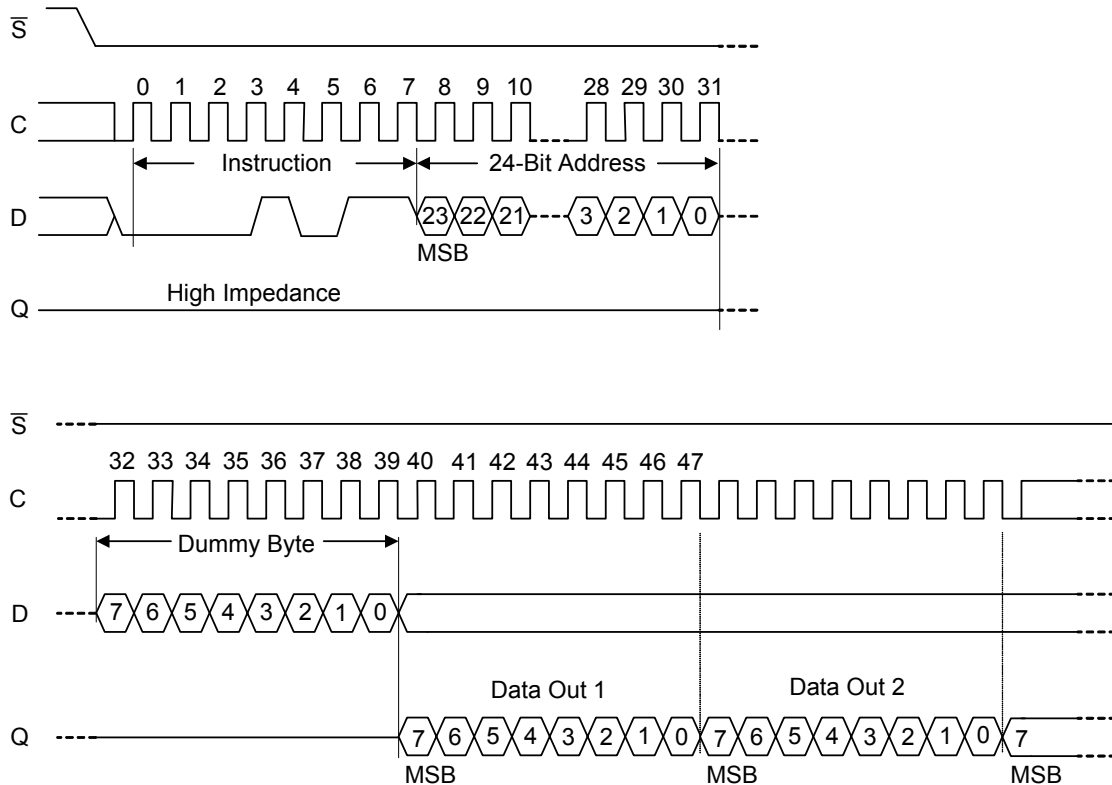 S
0 1 2 3 4 5 6 7 8 9 10 28 29 30 31
C
Instruction 24-Bit Address
D 23 22 21 3 2 1 0
MSB
High Impedance
Q
S
32 33 34 35 36 37 38 39 40 41 42 43 44 45 46 47
C
Dummy Byte
D 7 6 5 4 3 2 1 0
Data Out 1 Data Out 2
Q 7 6 5 4 3 2 1 0 7 6 5 4 3 2 1 0 7
MSB MSB MSB